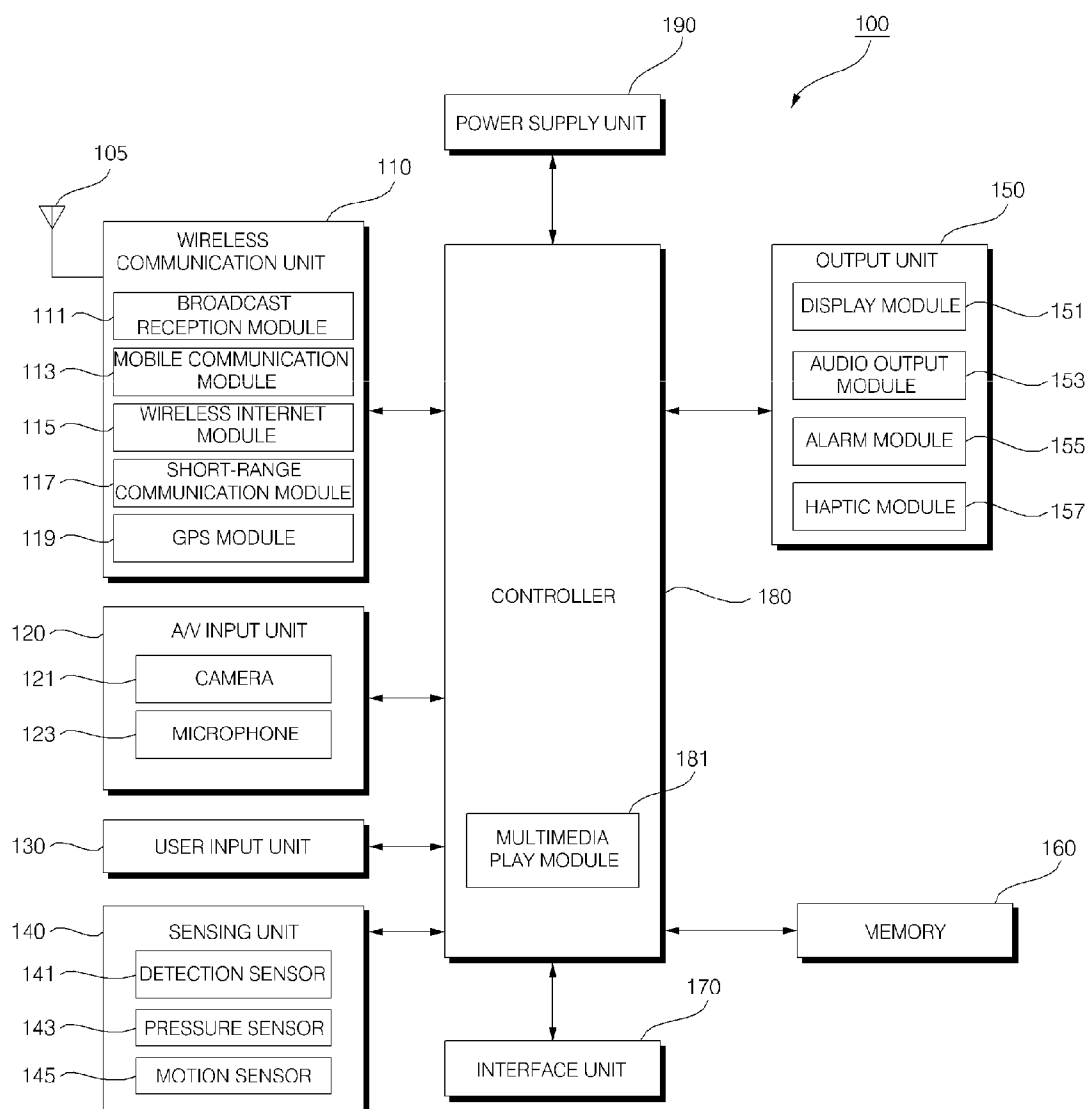 100
190
POWER SUPPLY UNIT
105
110
WIRELESS
COMMUNICATION UNIT
111
BROADCAST
RECEPTION MODULE
113
MOBILE COMMUNICATION
MODULE
115
WIRELESS INTERNET
MODULE
117
SHORT-RANGE
COMMUNICATION MODULE
119
GPS MODULE
120
A/V INPUT UNIT
121
CAMERA
123
MICROPHONE
130
USER INPUT UNIT
140
SENSING UNIT
141
DETECTION SENSOR
143
PRESSURE SENSOR
145
MOTION SENSOR
CONTROLLER
180
181
MULTIMEDIA
PLAY MODULE
150
OUTPUT UNIT
DISPLAY MODULE
151
AUDIO OUTPUT
MODULE
153
ALARM MODULE
155
HAPTIC MODULE
157
160
MEMORY
170
INTERFACE UNIT